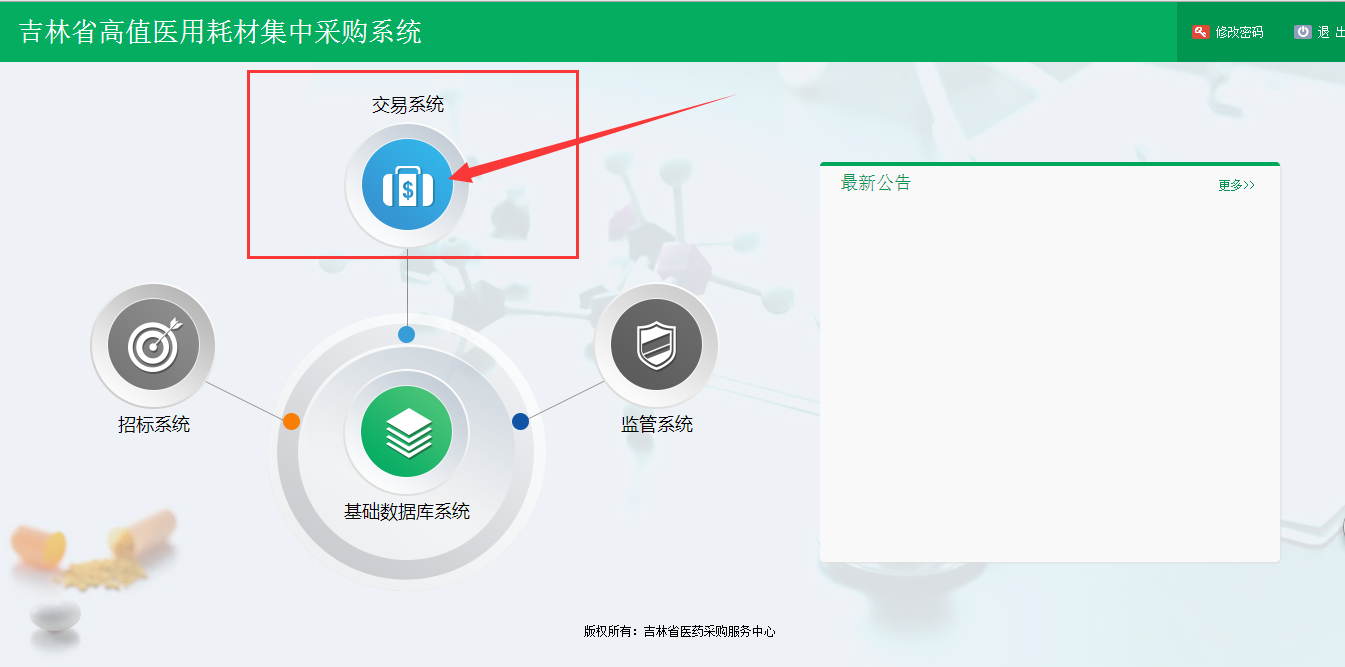 吉林省高值医用耗材集中采购系统
修改密码
退 出
交易系统
$
最新公告
更多>>
招标系统
监管系统
基础数据库系统
版权所有：吉林省医药采购服务中心